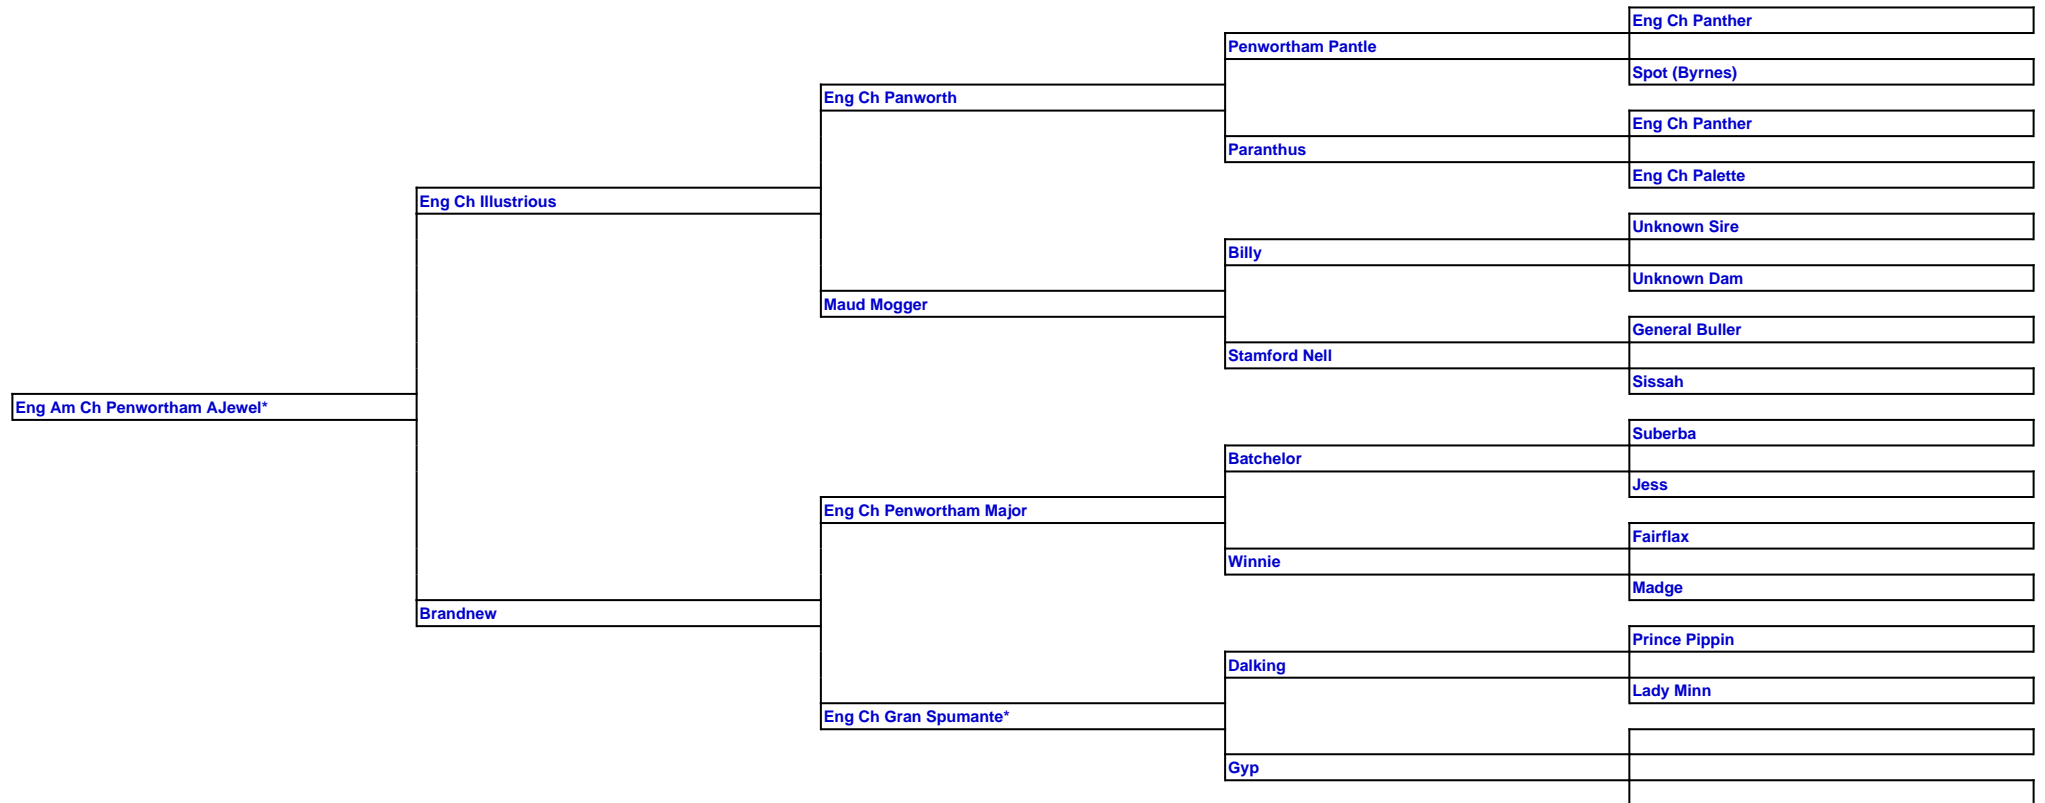 Eng Ch Panther
Penwortham Pantle
Spot (Byrnes)
Eng Ch Panworth
Eng Ch Panther
Paranthus
Eng Ch Palette
Eng Ch Illustrious
Unknown Sire
Billy
Unknown Dam
Maud Mogger
General Buller
Stamford Nell
Sissah
Eng Am Ch Penwortham AJewel*
Suberba
Batchelor
Jess
Eng Ch Penwortham Major
Fairflax
Winnie
Madge
Brandnew
Prince Pippin
Dalking
Lady Minn
Eng Ch Gran Spumante*
Gyp